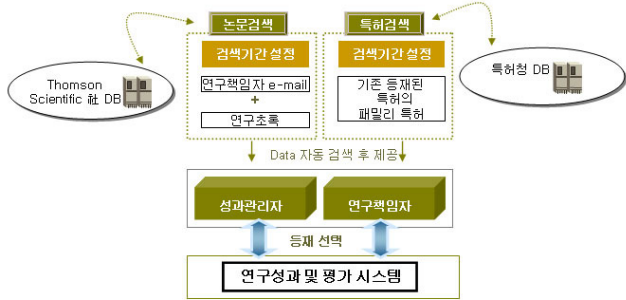 논문검색
특허검색
검색기간 설정
검색기간 설정
Thomson
Scientific 社 DB
연구책임자 e-mail
+
연구초록
기존 등재된
특허의
패밀리 특허
특허청 DB
Data 자동 검색 후 제공
성과관리자
연구책임자
등재 선택
연구성과 및 평가 시스템